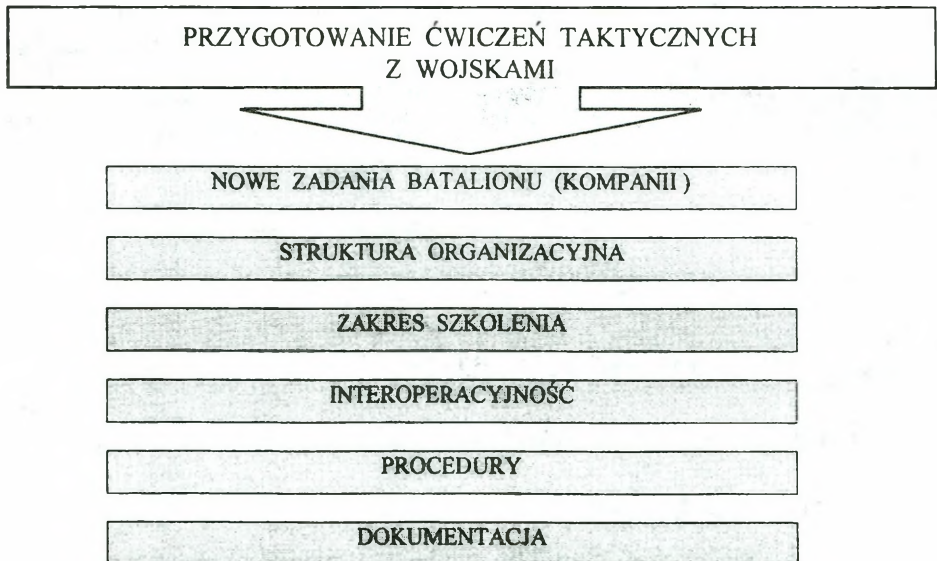 PRZYGOTOWANIE ĆWICZEŃ TAKTYCZNYCH
Z WOJSKAMI
NOWE ZADANIA BATALIONU (KOMPANII)
STRUKTURA ORGANIZACYJNA
ZAKRES SZKOLENIA
INTEROPERACYJNOŚĆ
PROCEDURY
DOKUMENTACJA